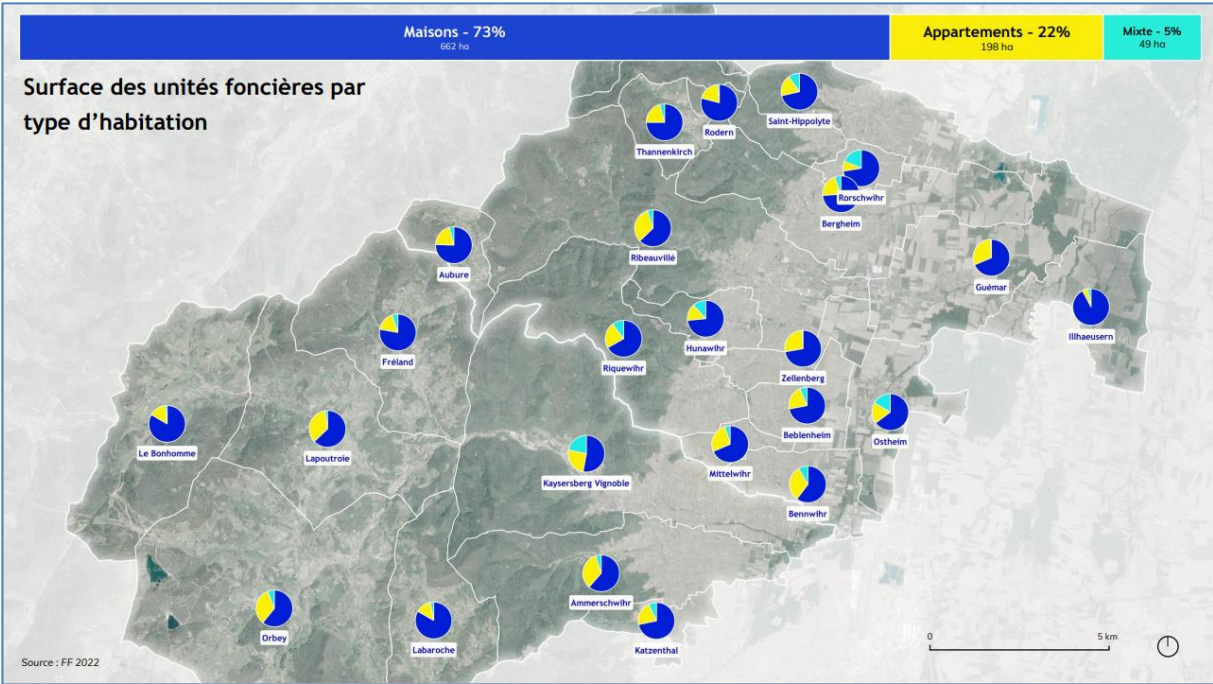 Maisons - 73%
662 ha
Appartements - 22%
198 ha
Mixte - 5%
49 ha
Surface des unités foncières par
type d'habitation
Saint-Hippolyte
Rodern
Thannenkirch
Rorschwihr
Bergheim
Ribeauvillé
Aubure
Guémar
Illhaeusern
Hunawihr
Fréland
Riquewihr
Zellenberg
Beblenheim
Ostheim
Le Bonhomme
Lapoutroie
Mittelwihr
Kaysersberg Vignoble
Bennwihr
Ammerschwihr
Orbey
Labaroche
Katzenthal
0
5 km
Source : FF 2022